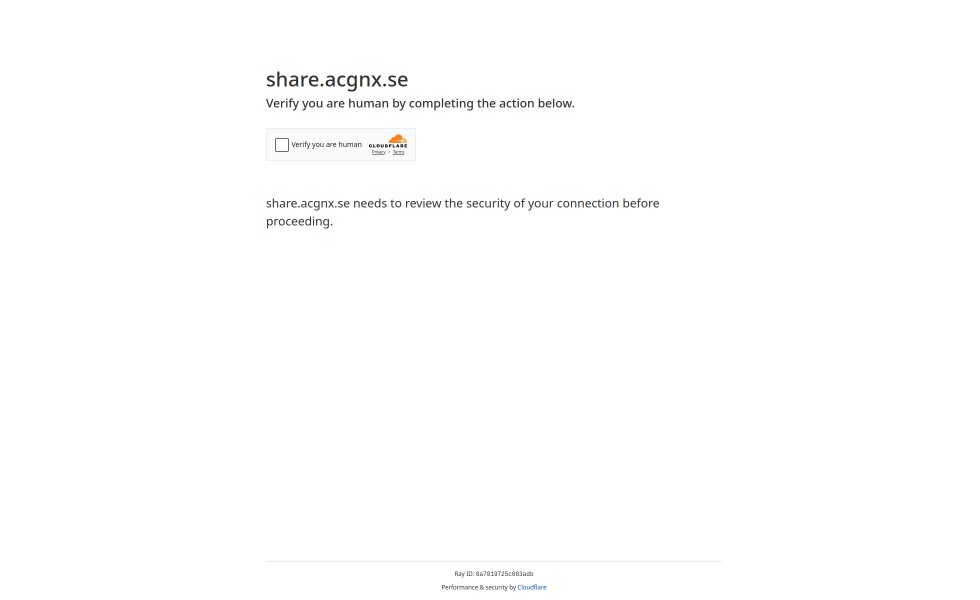 share.acgnx.se
Verify you are human by completing the action below.
Verify you are human
CLOUDFLARE
Privacy • Terms
share.acgnx.se needs to review the security of your connection before
proceeding.
Ray ID: 8a7019725c083adb
Performance & security by Cloudflare